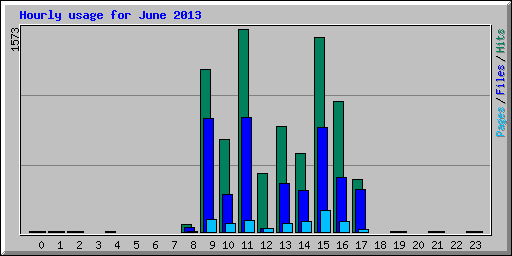 Hourly usage for June 2013
1573
Pages/Files/Hits
0 1 2 3 4 5 6 7 8 9 10 11 12 13 14 15 16 17 18 19 20 21 22 23